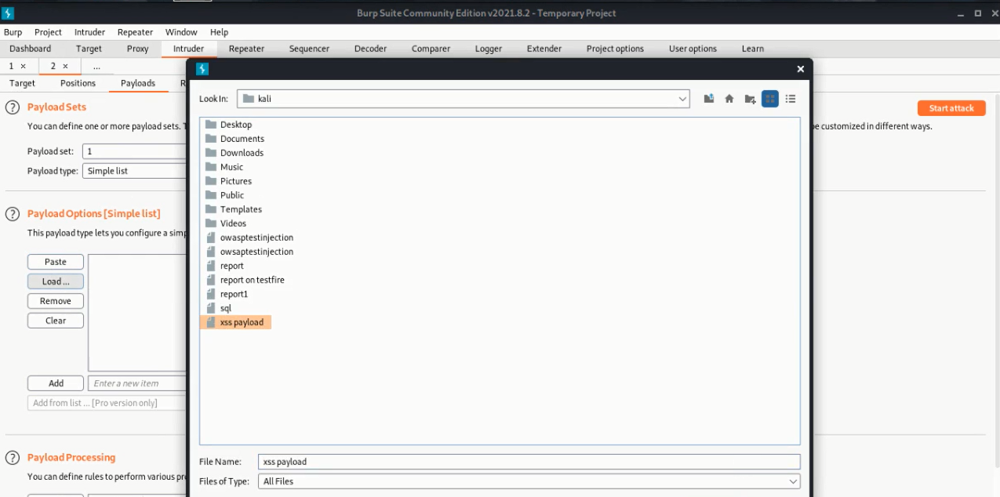 Burp Suite Community Edition v2021.8.2 - Temporary Project
Burp Project Intruder Repeater Window Help
Dashboard Target Proxy Intruder Repeater Sequencer Decoder Comparer Logger Extender Project options User options Learn
1 × 2 × ...
Target Positions Payloads R
Look In: kali
? Payload Sets
Start attack
You can define one or more payload sets. T
be customized in different ways.
Payload set: 1
Payload type: Simple list
Desktop
Documents
Downloads
Music
Pictures
Public
Templates
Videos
owasptestinjection
owsaptestinjection
report
report on testfire
report1
sql
xss payload
? Payload Options [Simple list]
This payload type lets you configure a simp
Paste
Load ...
Remove
Clear
Add Enter a new item
Add from list ... [Pro version only]
? Payload Processing
You can define rules to perform various pr
File Name: xss payload
Files of Type: All Files